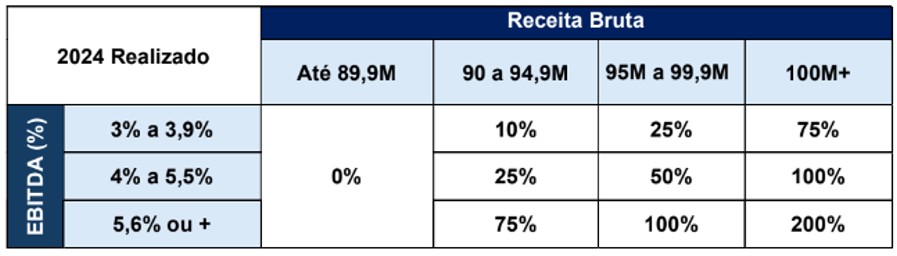 2024 Realizado
Receita Bruta
Até 89,9M
90 a 94,9M
95M a 99,9M
100M+
EBITDA (%)
3% a 3,9%
10%
25%
75%
4% a 5,5%
0%
25%
50%
100%
5,6% ou +
75%
100%
200%